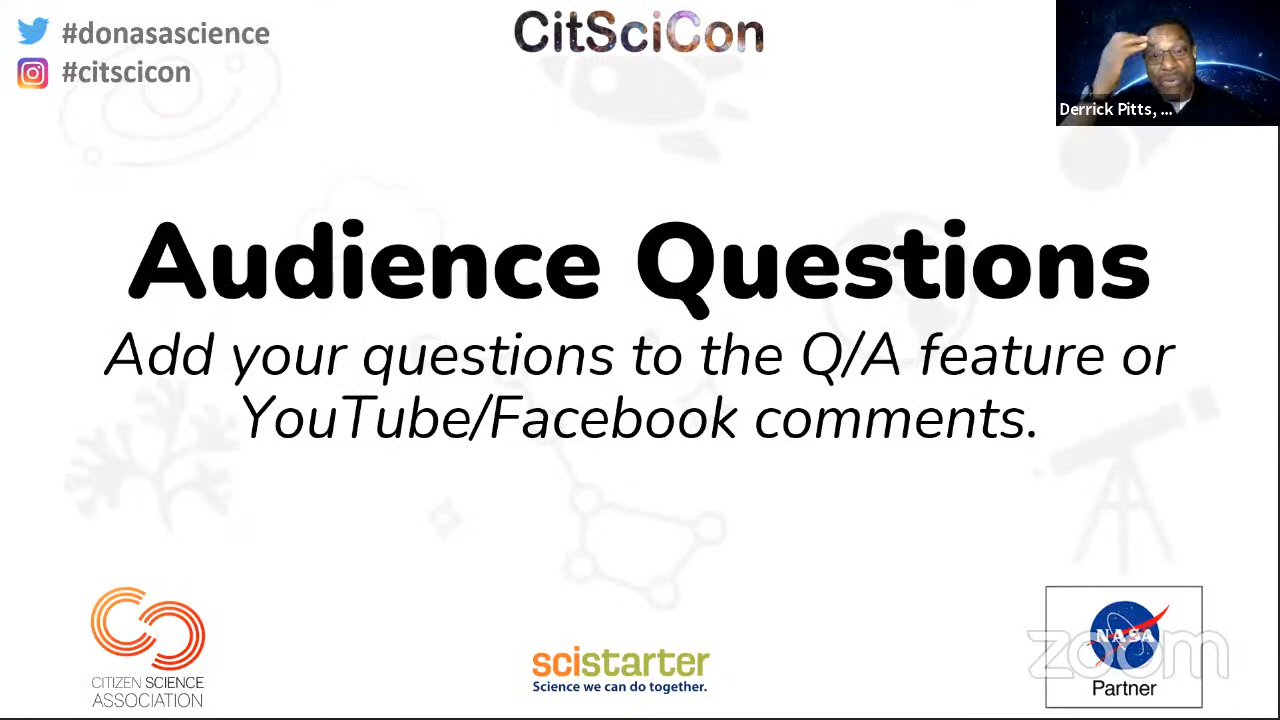 #donasascience
#citscicon
CitSciCon
Derrick Pitts, ...
Audience Questions
Add your questions to the Q/A feature or
YouTube/Facebook comments.
CITIZEN SCIENCE
ASSOCIATION
scistarter
Science we can do together.
NASA
zoom
Partner